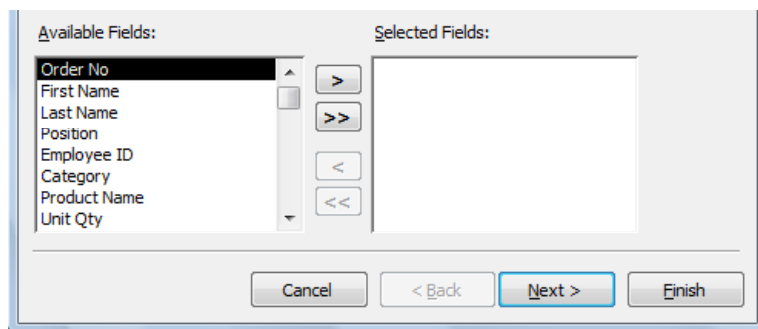 Available Fields:
Selected Fields:
Order No
First Name
Last Name
Position
Employee ID
Category
Product Name
Unit Qty
>
>>
<
<<
Cancel
< Back
Next >
Finish